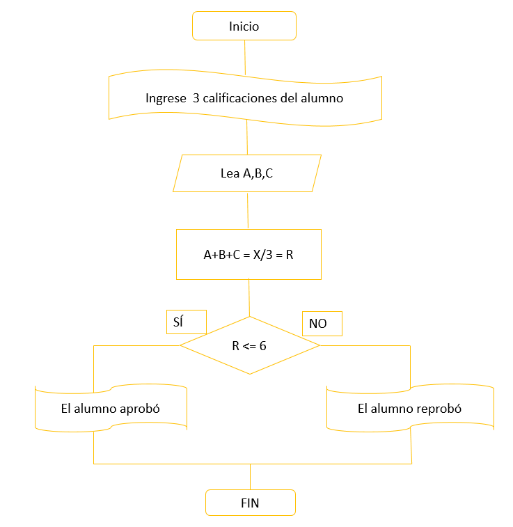 Inicio
Ingrese  3 calificaciones del alumno
Lea A,B,C
A+B+C = X/3 = R
SÍ
NO
R <= 6
El alumno aprobó
El alumno reprobó
FIN